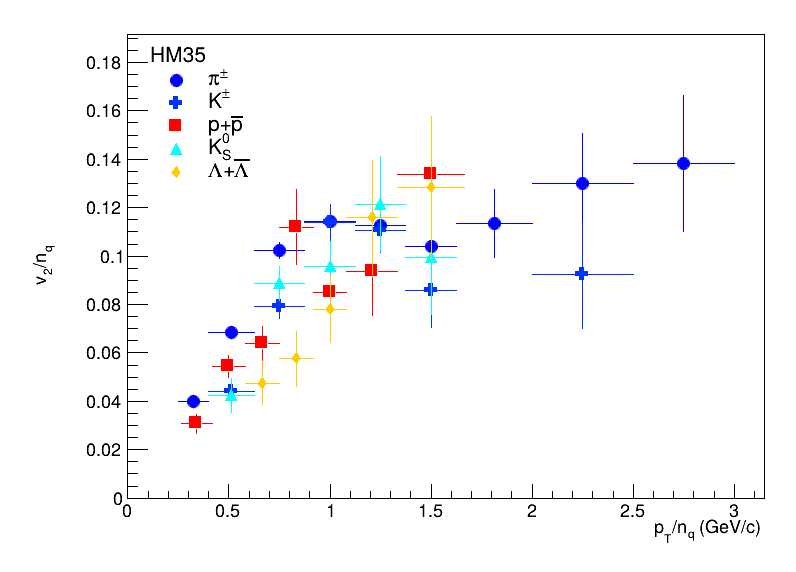 HM35
π±
K±
p+p̅
K⁰S
Λ+Λ̅
v2/nq
0.18
0.16
0.14
0.12
0.1
0.08
0.06
0.04
0.02
0
0 0.5 1 1.5 2 2.5 3
pT/nq (GeV/c)